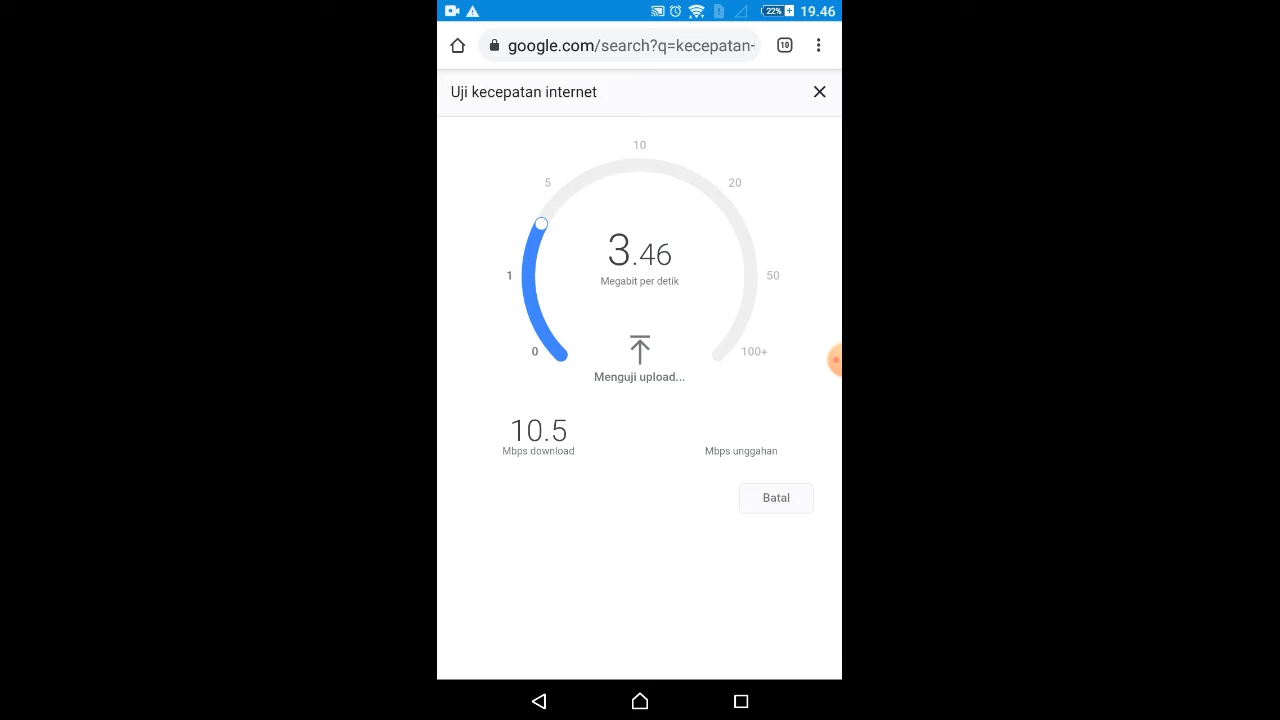 22% 19.46
google.com/search?q=kecepatan-
10
Uji kecepatan internet
10
5
20
3.46
1
50
Megabit per detik
0
100+
Menguji upload...
10.5
Mbps download
Mbps unggahan
Batal